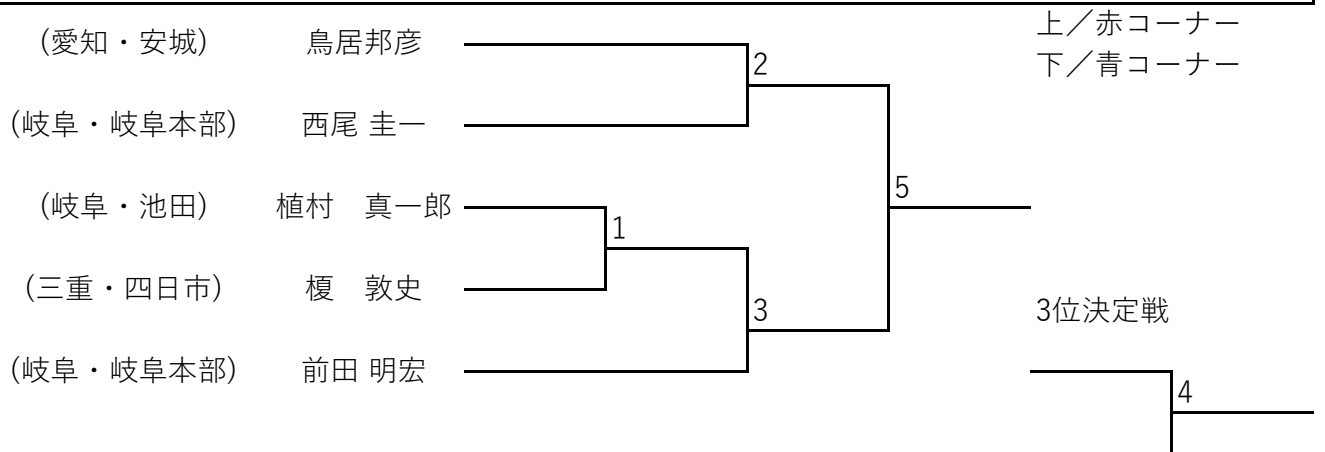 上／赤コーナー
(愛知・安城)　鳥居邦彦
2
下／青コーナー
(岐阜・岐阜本部)　西尾 圭一
5
(岐阜・池田)　植村　真一郎
1
(三重・四日市)　榎　敦史
3
3位決定戦
(岐阜・岐阜本部)　前田 明宏
4